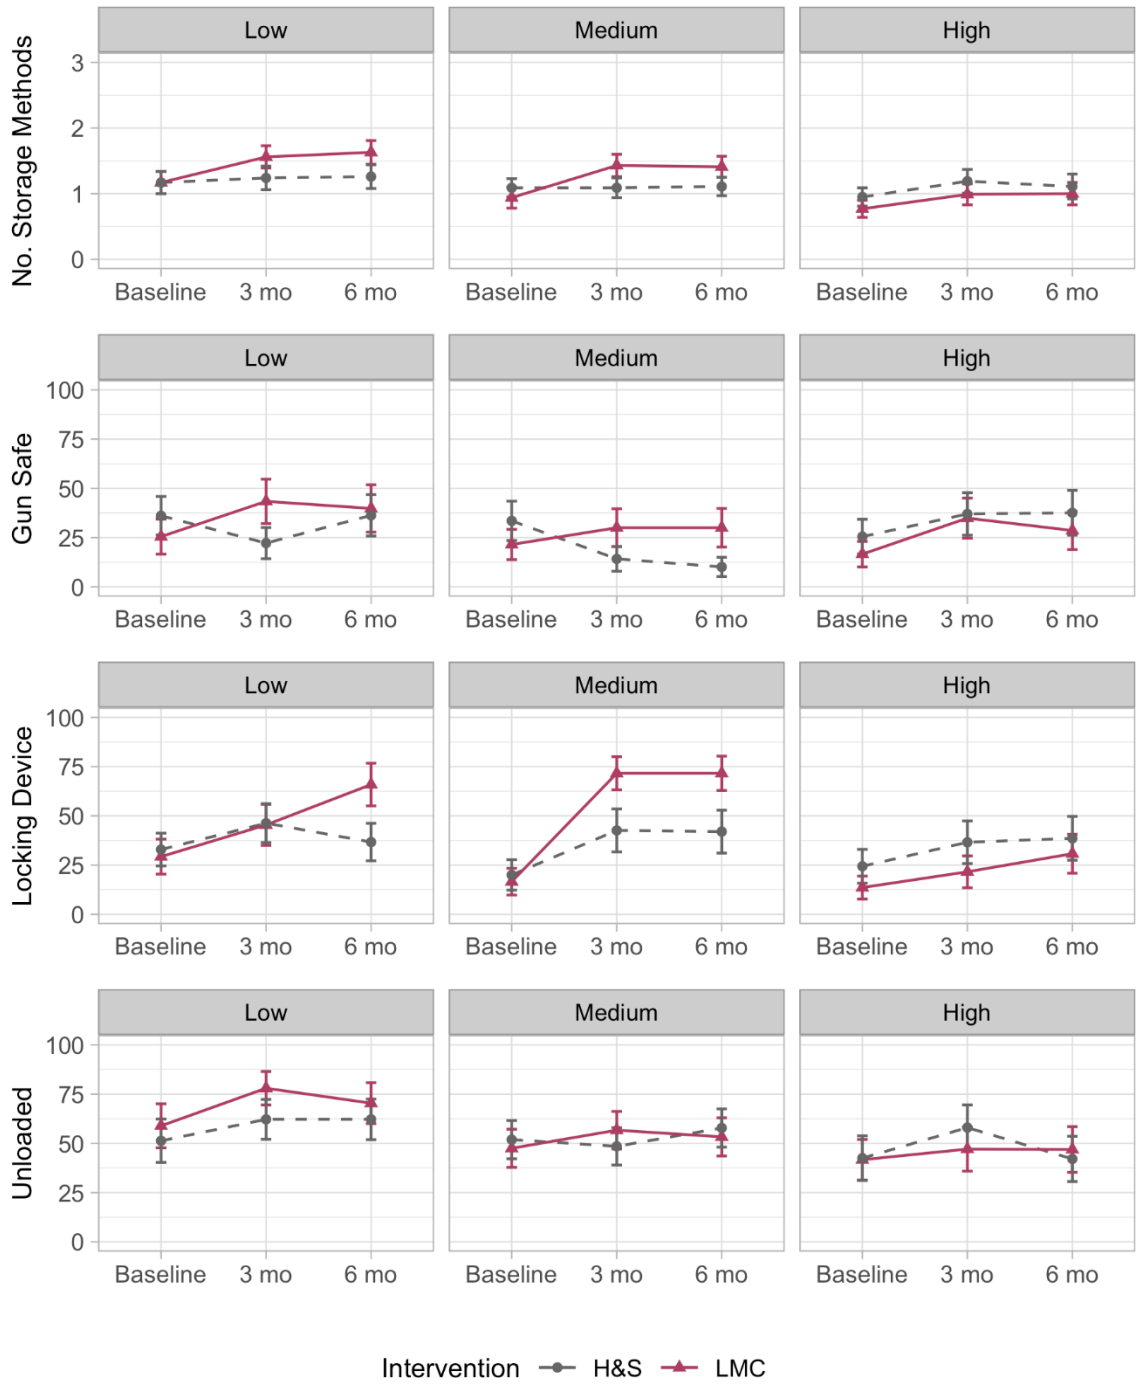 Low Medium High
No. Storage Methods
3
2
1
0
Baseline 3 mo 6 mo Baseline 3 mo 6 mo Baseline 3 mo 6 mo
Low Medium High
Gun Safe
100
75
50
25
0
Baseline 3 mo 6 mo Baseline 3 mo 6 mo Baseline 3 mo 6 mo
Low Medium High
Locking Device
100
75
50
25
0
Baseline 3 mo 6 mo Baseline 3 mo 6 mo Baseline 3 mo 6 mo
Low Medium High
Unloaded
100
75
50
25
0
Baseline 3 mo 6 mo Baseline 3 mo 6 mo Baseline 3 mo 6 mo
Intervention H&S LMC